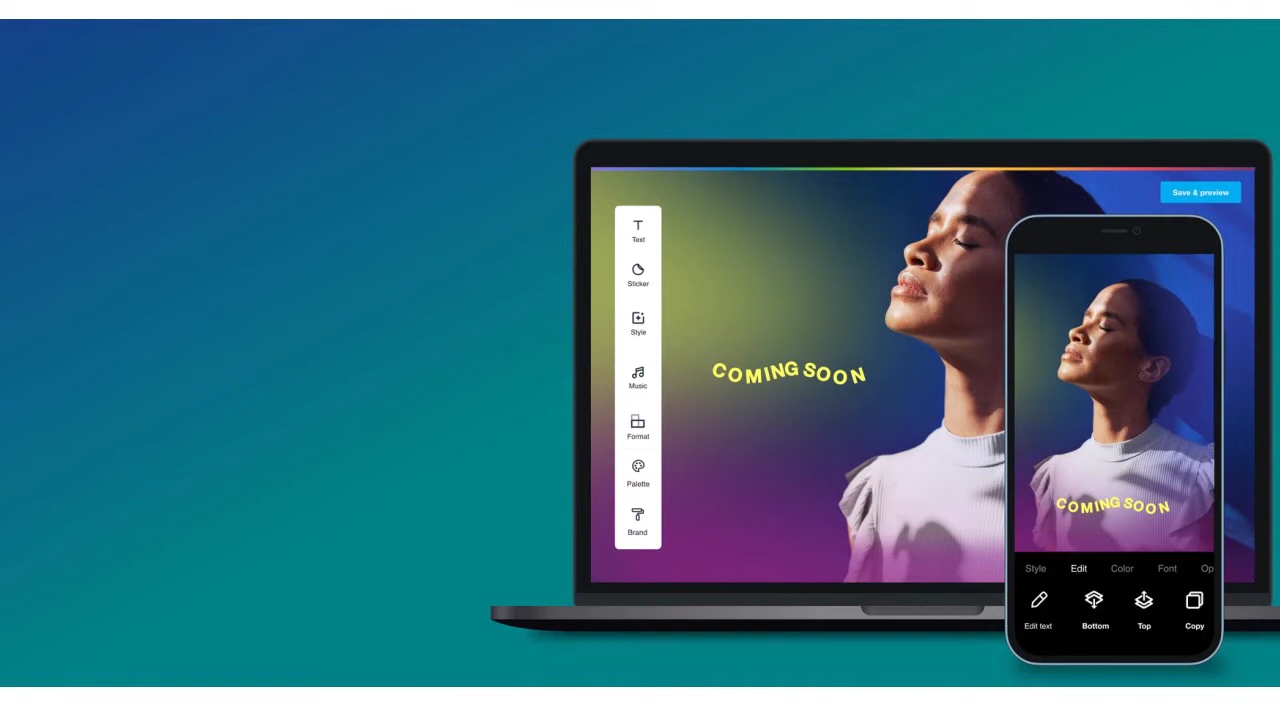 Save & preview
Text
Sticker
Style
Music
Format
Palette
Brand
COMING SOON
COMING SOON
Style Edit Color Font Op
Edit text Bottom Top Copy